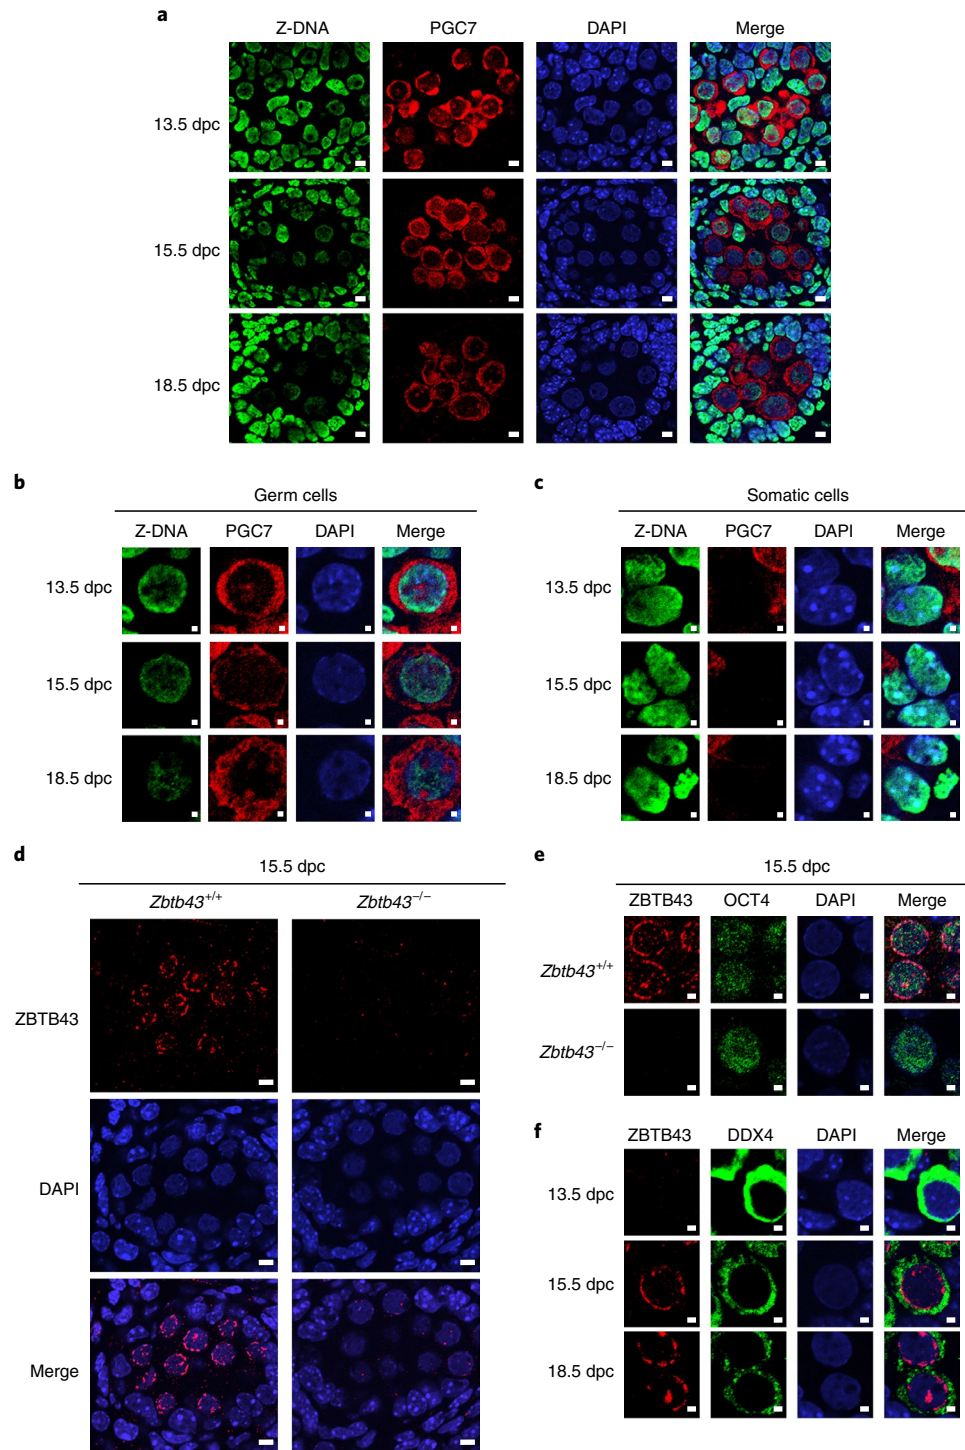 a
Z-DNA PGC7 DAPI Merge
13.5 dpc
15.5 dpc
18.5 dpc
b
Germ cells
Z-DNA PGC7 DAPI Merge
13.5 dpc
15.5 dpc
18.5 dpc
c
Somatic cells
Z-DNA PGC7 DAPI Merge
13.5 dpc
15.5 dpc
18.5 dpc
d
15.5 dpc
Zbtb43+/+ Zbtb43−/−
ZBTB43
DAPI
Merge
e
15.5 dpc
ZBTB43 OCT4 DAPI Merge
Zbtb43+/+
Zbtb43−/−
f
ZBTB43 DDX4 DAPI Merge
13.5 dpc
15.5 dpc
18.5 dpc